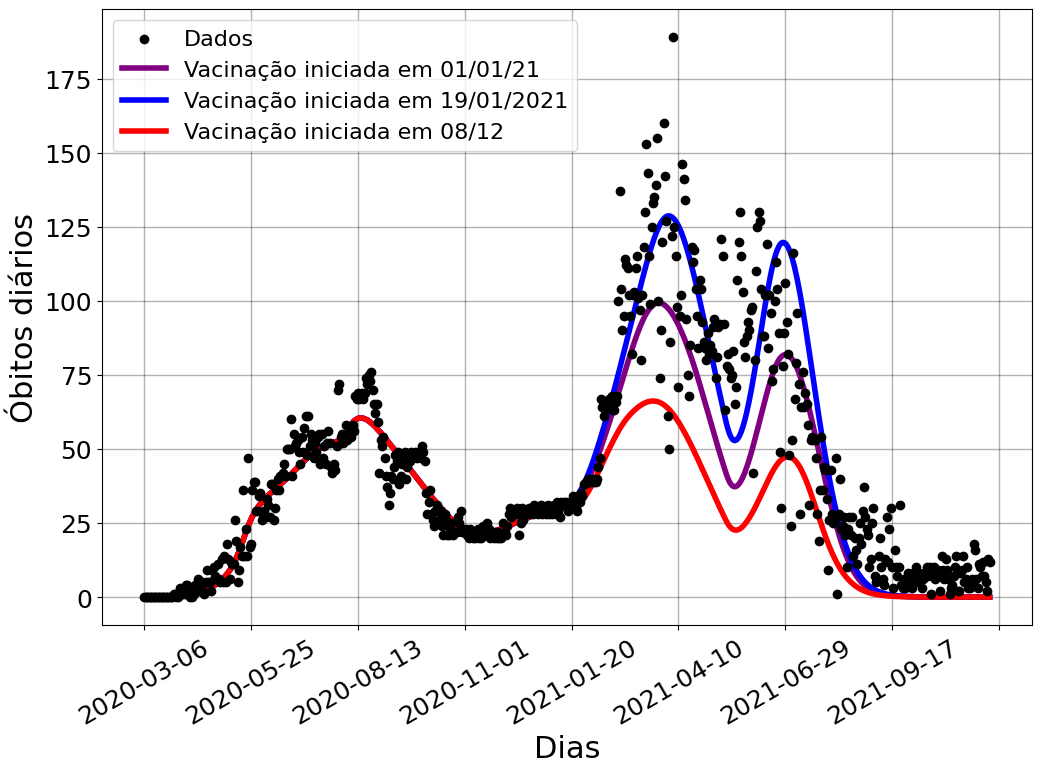 Dados
Vacinação iniciada em 01/01/21
Vacinação iniciada em 19/01/2021
Vacinação iniciada em 08/12
Óbitos diários
175
150
125
100
75
50
25
0
2020-03-06
2020-05-25
2020-08-13
2020-11-01
2021-01-20
2021-04-10
2021-06-29
2021-09-17
Dias